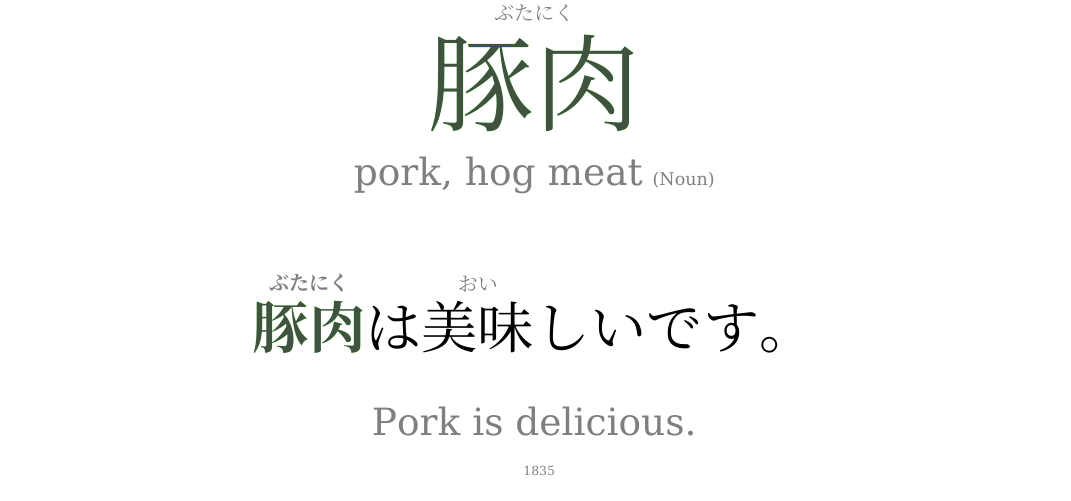 ぶたにく
豚肉
pork, hog meat (Noun)
ぶたにく おい
豚肉は美味しいです。
Pork is delicious.
1835